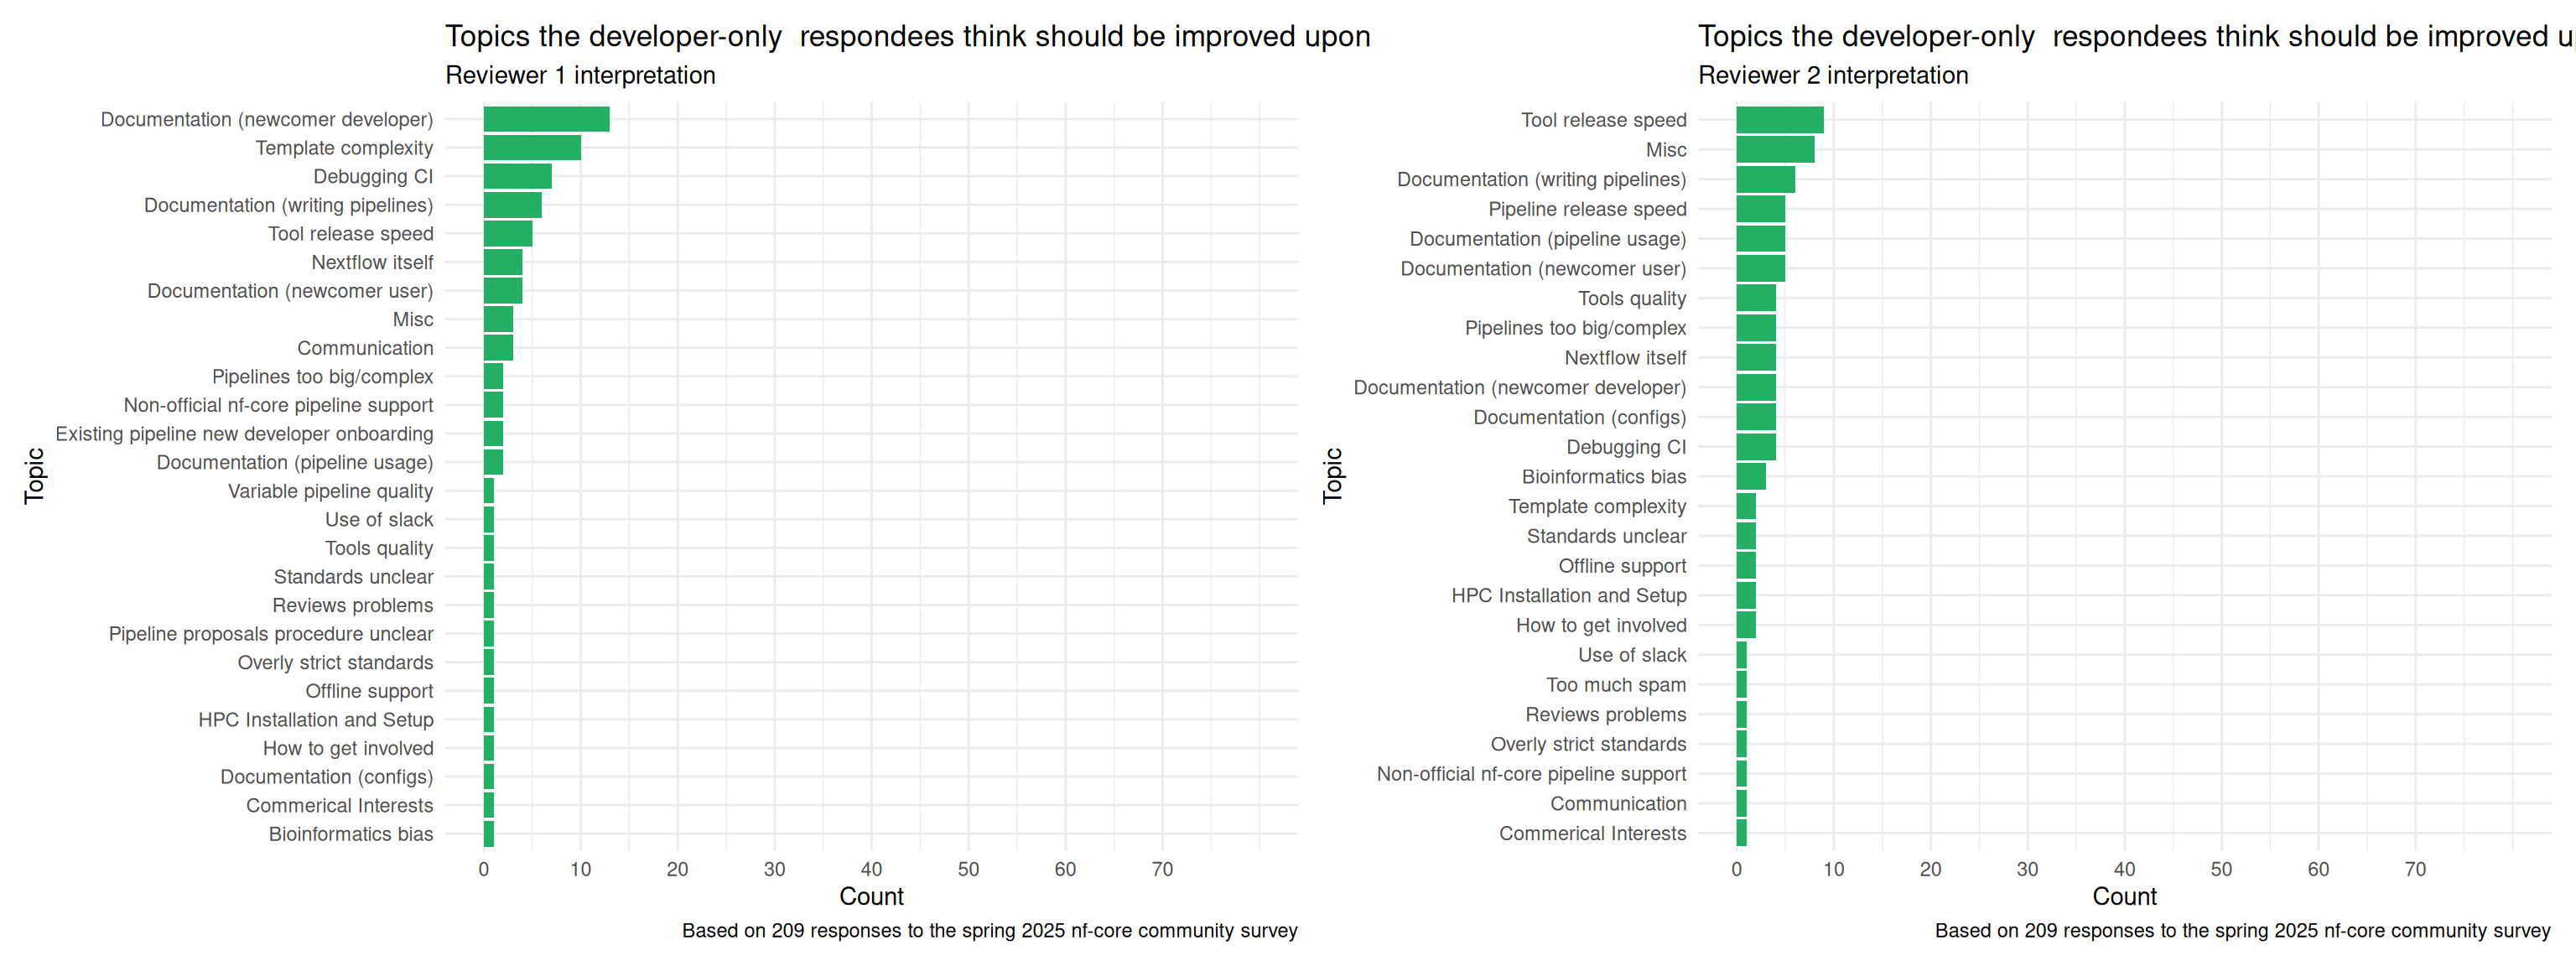 Topics the developer-only  respondees think should be improved upon
Reviewer 1 interpretation
Topic
Documentation (newcomer developer)
Template complexity
Debugging CI
Documentation (writing pipelines)
Tool release speed
Nextflow itself
Documentation (newcomer user)
Misc
Communication
Pipelines too big/complex
Non-official nf-core pipeline support
Existing pipeline new developer onboarding
Documentation (pipeline usage)
Variable pipeline quality
Use of slack
Tools quality
Standards unclear
Reviews problems
Pipeline proposals procedure unclear
Overly strict standards
Offline support
HPC Installation and Setup
How to get involved
Documentation (configs)
Commerical Interests
Bioinformatics bias
0 10 20 30 40 50 60 70
Count
Based on 209 responses to the spring 2025 nf-core community survey
Topics the developer-only  respondees think should be improved u
Reviewer 2 interpretation
Topic
Tool release speed
Misc
Documentation (writing pipelines)
Pipeline release speed
Documentation (pipeline usage)
Documentation (newcomer user)
Tools quality
Pipelines too big/complex
Nextflow itself
Documentation (newcomer developer)
Documentation (configs)
Debugging CI
Bioinformatics bias
Template complexity
Standards unclear
Offline support
HPC Installation and Setup
How to get involved
Use of slack
Too much spam
Reviews problems
Overly strict standards
Non-official nf-core pipeline support
Communication
Commerical Interests
0 10 20 30 40 50 60 70
Count
Based on 209 responses to the spring 2025 nf-core community survey